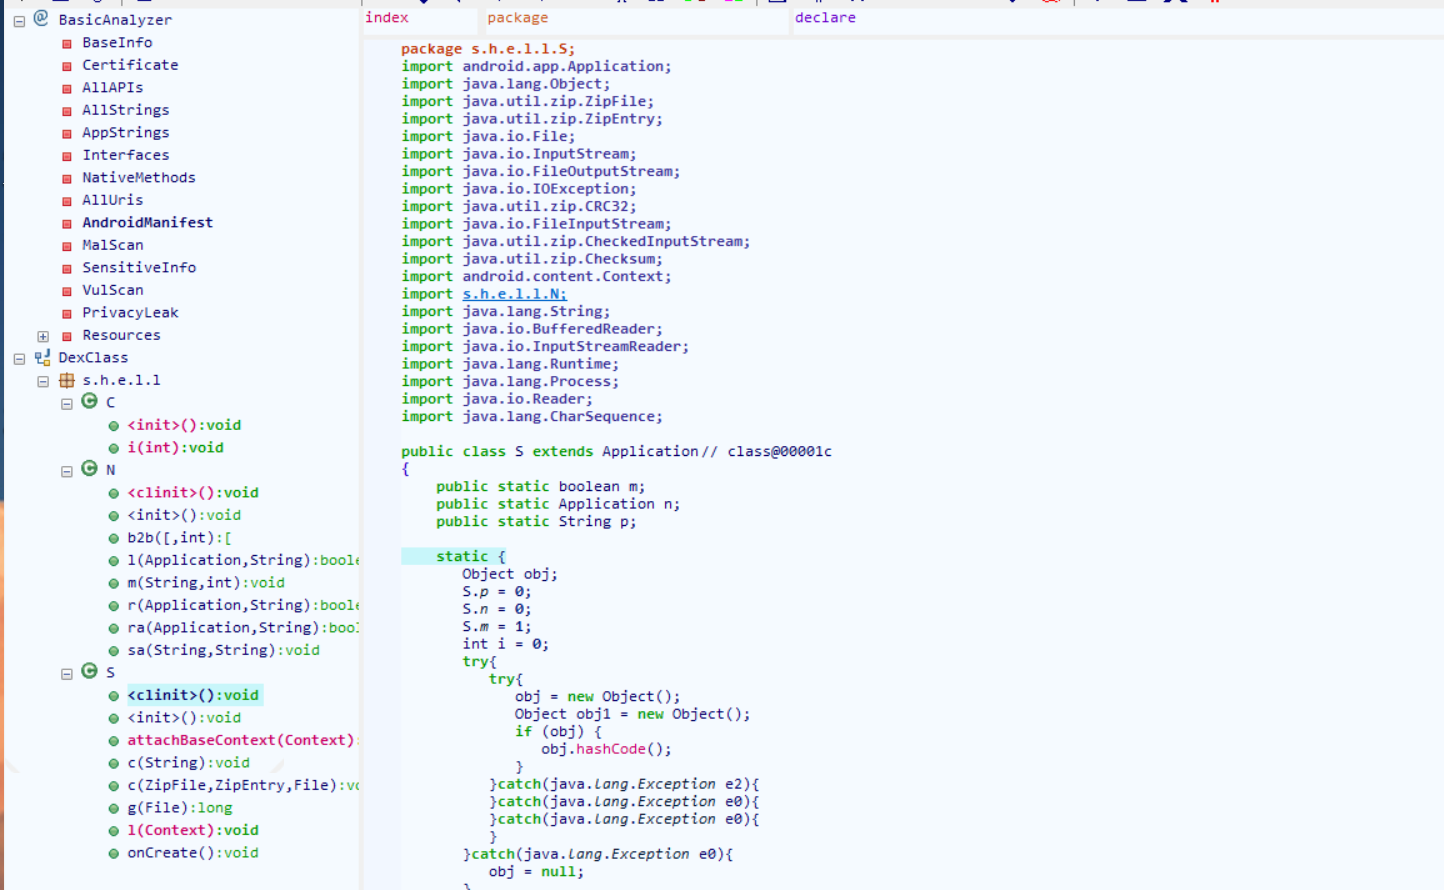 BasicAnalyzer
BaseInfo
Certificate
AllAPIs
AllStrings
AppStrings
Interfaces
NativeMethods
AllUris
AndroidManifest
MalScan
SensitiveInfo
VulScan
PrivacyLeak
Resources
DexClass
s.h.e.l.l
C
<init>():void
i(int):void
N
<clinit>():void
<init>():void
b2b([,int):[
l(Application,String):boole
m(String,int):void
r(Application,String):boole
ra(Application,String):bool
sa(String,String):void
S
<clinit>():void
<init>():void
attachBaseContext(Context):
c(String):void
c(ZipFile,ZipEntry,File):vo
g(File):long
l(Context):void
onCreate():void
index package declare
package s.h.e.l.l.S;
import android.app.Application;
import java.lang.Object;
import java.util.zip.ZipFile;
import java.util.zip.ZipEntry;
import java.io.File;
import java.io.InputStream;
import java.io.FileOutputStream;
import java.io.IOException;
import java.util.zip.CRC32;
import java.io.FileInputStream;
import java.util.zip.CheckedInputStream;
import java.util.zip.Checksum;
import android.content.Context;
import s.h.e.l.l.N;
import java.lang.String;
import java.io.BufferedReader;
import java.io.InputStreamReader;
import java.lang.Runtime;
import java.lang.Process;
import java.io.Reader;
import java.lang.CharSequence;
public class S extends Application// class@00001c
{
public static boolean m;
public static Application n;
public static String p;
static {
Object obj;
S.p = 0;
S.n = 0;
S.m = 1;
int i = 0;
try{
try{
obj = new Object();
Object obj1 = new Object();
if (obj) {
obj.hashCode();
}
}catch(java.lang.Exception e2){
}catch(java.lang.Exception e0){
}catch(java.lang.Exception e0){
}
}catch(java.lang.Exception e0){
obj = null;